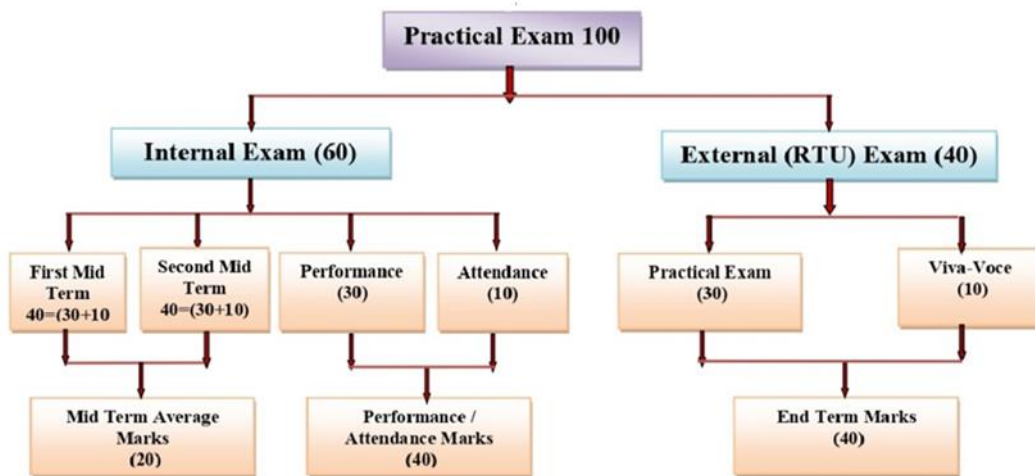 Practical Exam 100
Internal Exam (60)
External (RTU) Exam (40)
First Mid
Term
40=(30+10
Second Mid
Term
40=(30+10)
Performance
(30)
Attendance
(10)
Practical Exam
(30)
Viva-Voce
(10)
Mid Term Average
Marks
(20)
Performance /
Attendance Marks
(40)
End Term Marks
(40)